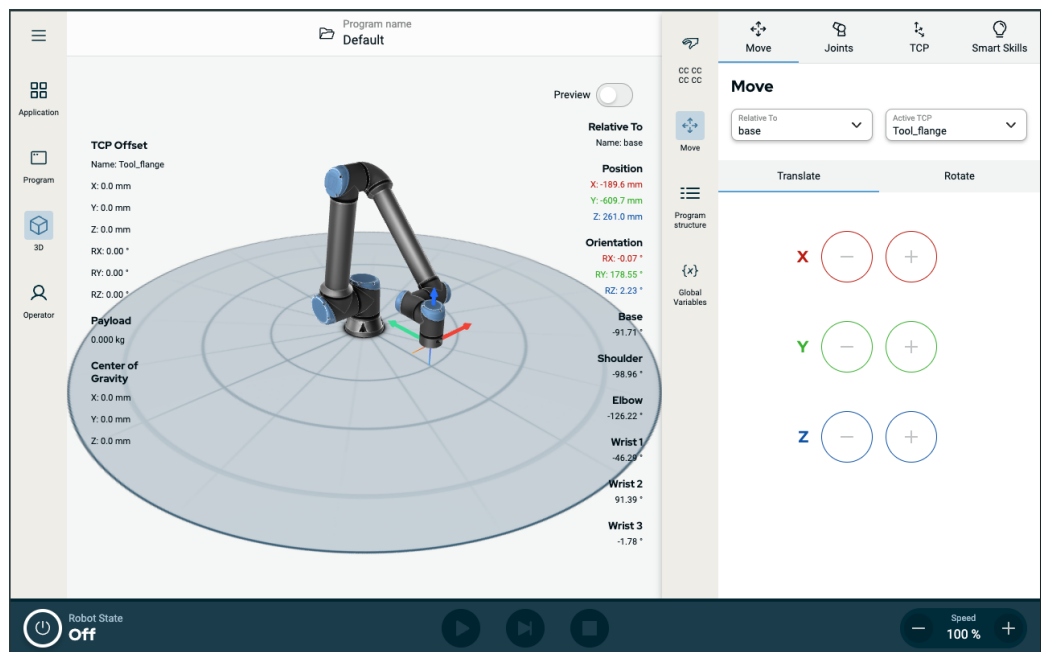 Program name
Default
Application
Program
3D
Operator
TCP Offset
Name: Tool_flange
X: 0.0 mm
Y: 0.0 mm
Z: 0.0 mm
RX: 0.00 °
RY: 0.00 °
RZ: 0.00 °
Payload
0.000 kg
Center of
Gravity
X: 0.0 mm
Y: 0.0 mm
Z: 0.0 mm
Preview
Relative To
Name: base
Position
X: -189.6 mm
Y: -609.7 mm
Z: 261.0 mm
Orientation
RX: -0.07 °
RY: 178.55 °
RZ: 2.23 °
Base
-91.71 °
Shoulder
-98.96 °
Elbow
-126.22 °
Wrist 1
-46.29 °
Wrist 2
91.39 °
Wrist 3
-1.78 °
CC CC
CC CC
Move
Program
structure
{x}
Global
Variables
Move
Joints
TCP
Smart Skills
Move
Relative To
base
Active TCP
Tool_flange
Translate
Rotate
X
Y
Z
Robot State
Off
Speed
100 %